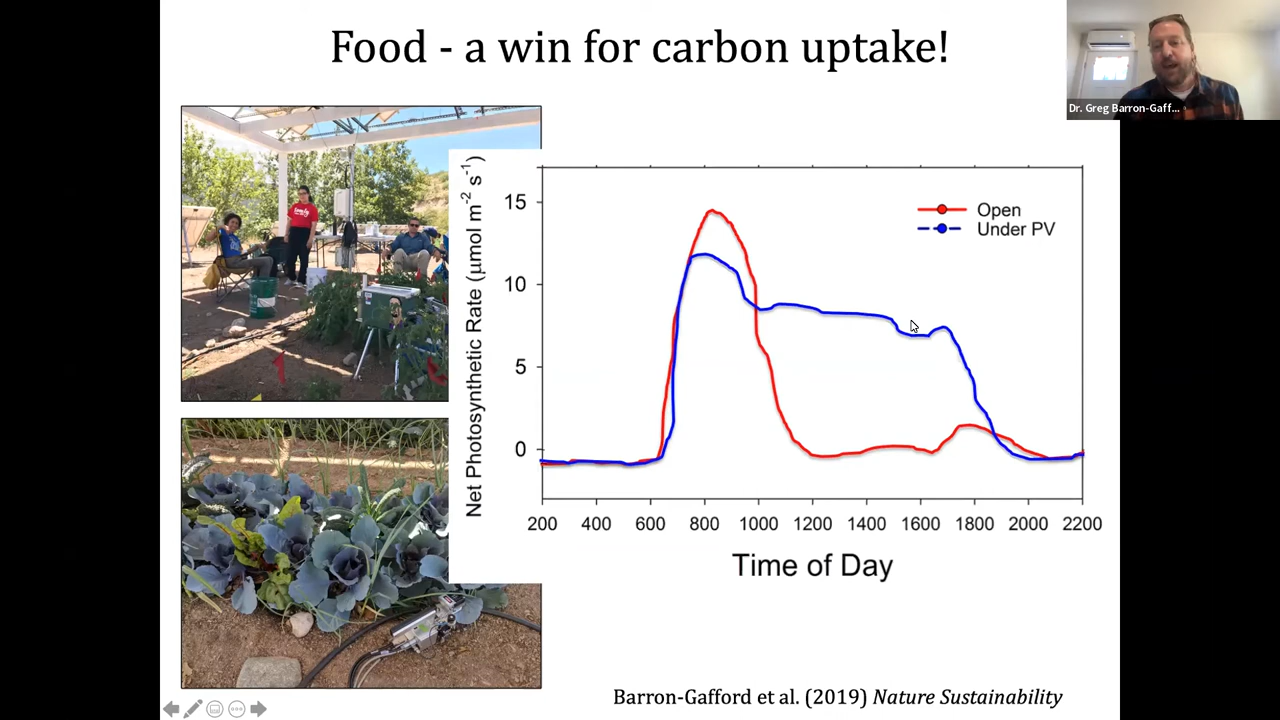 Food - a win for carbon uptake!
Dr. Greg Barron-Gaff...
Net Photosynthetic Rate (µmol m⁻² s⁻¹)
15
10
5
0
Open
Under PV
200 400 600 800 1000 1200 1400 1600 1800 2000 2200
Time of Day
Barron-Gafford et al. (2019) Nature Sustainability